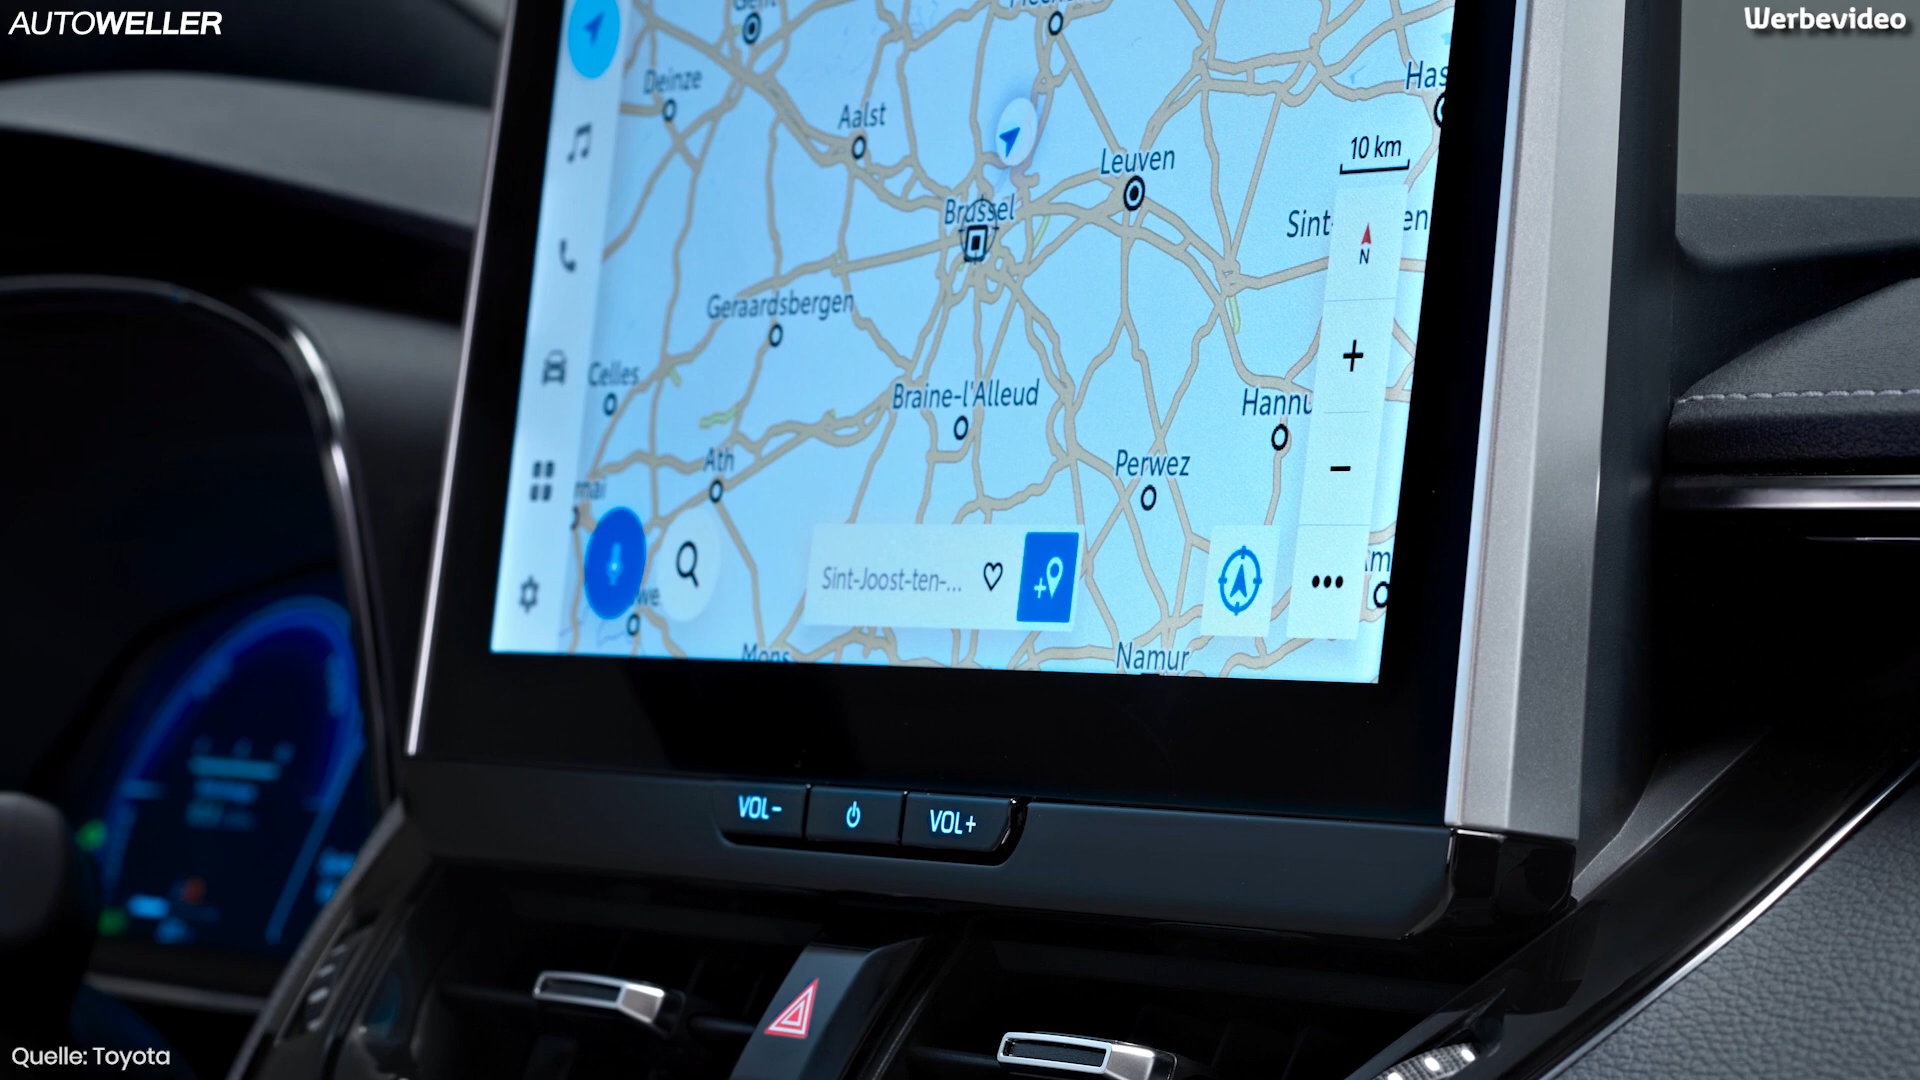 AUTOWELLER
Werbevideo
Deinze
Aalst
Leuven
10 km
Brussel
Sint-
N
Geraardsbergen
Celles
Braine-l'Alleud
Hannu
Ath
Perwez
Sint-Joost-ten-...
Mons
Namur
VOL-
VOL+
Quelle: Toyota